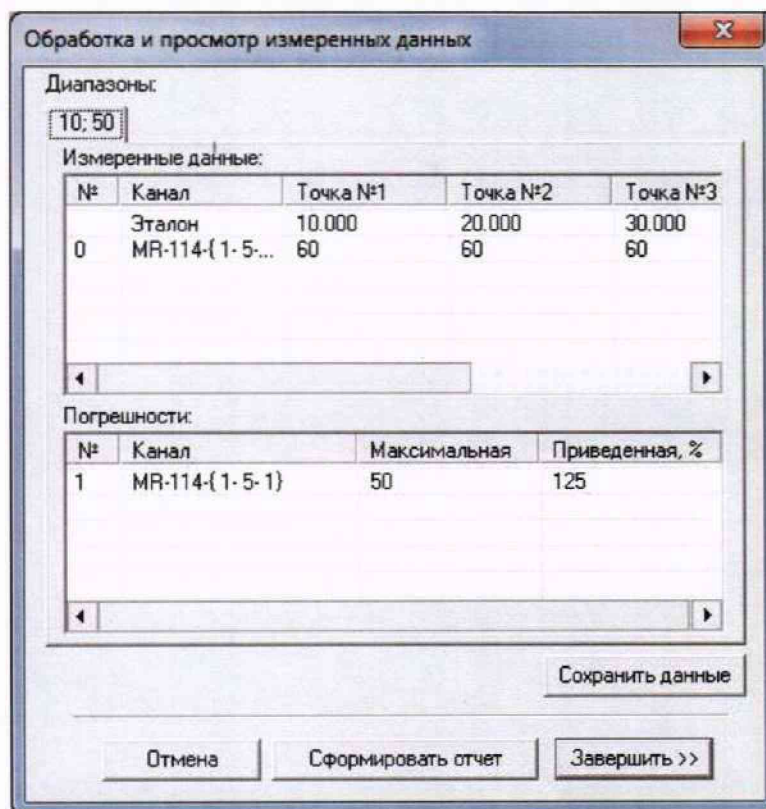 Обработка и просмотр измеренных данных
Диапазоны:
10; 50
Измеренные данные:
№ Канал Точка №1 Точка №2 Точка №3
Эталон 10.000 20.000 30.000
0 MR-114-{ 1- 5-... 60 60 60
Погрешности:
№ Канал Максимальная Приведенная, %
1 MR-114-{ 1- 5- 1} 50 125
Сохранить данные
Отмена Сформировать отчет Завершить >>